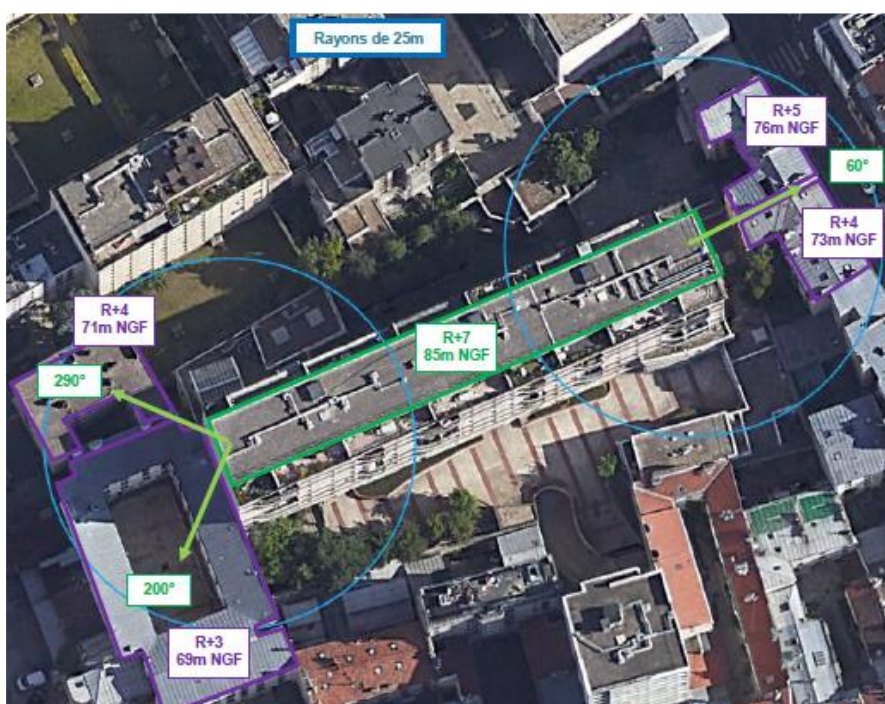 Rayons de 25m
R+5
76m NGF
60°
R+4
73m NGF
R+4
71m NGF
R+7
85m NGF
290°
200°
R+3
69m NGF